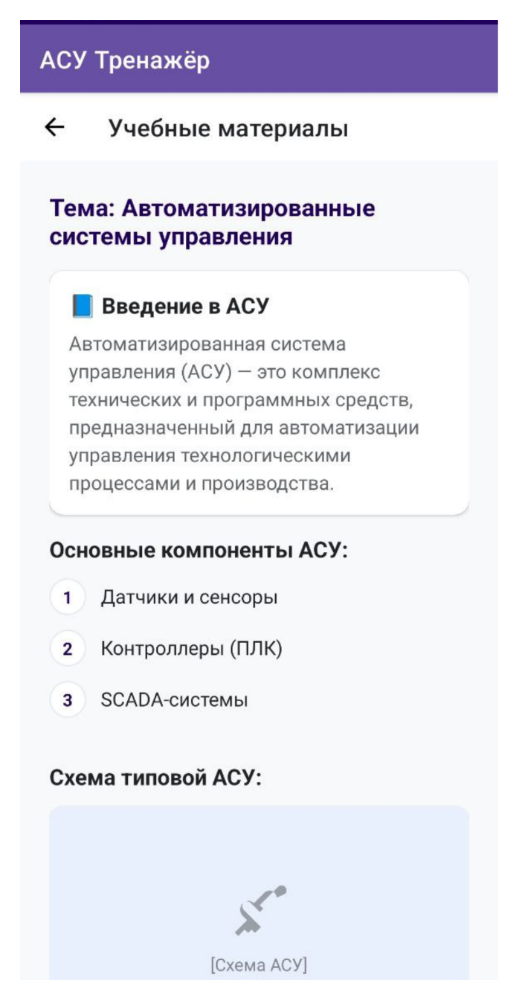 АСУ Тренажёр
Учебные материалы
Тема: Автоматизированные
системы управления
Введение в АСУ
Автоматизированная система
управления (АСУ) — это комплекс
технических и программных средств,
предназначенный для автоматизации
управления технологическими
процессами и производства.
Основные компоненты АСУ:
1 Датчики и сенсоры
2 Контроллеры (ПЛК)
3 SCADA-системы
Схема типовой АСУ:
[Схема АСУ]